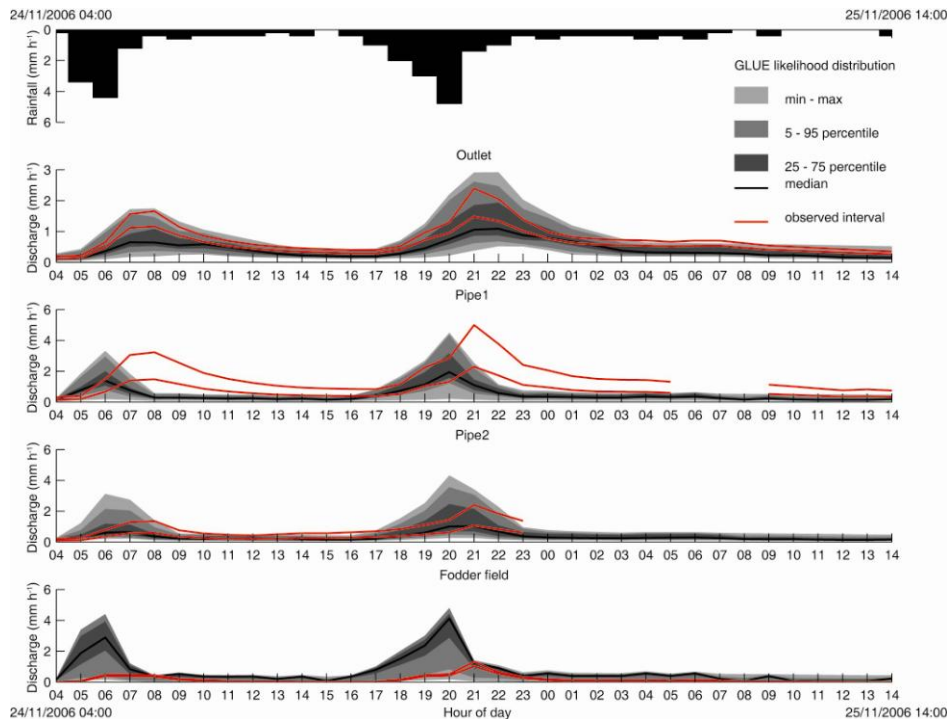 24/11/2006 04:00 25/11/2006 14:00
Rainfall (mm h⁻¹)
0
2
4
6
GLUE likelihood distribution
min - max
5 - 95 percentile
25 - 75 percentile
median
observed interval
Outlet
Discharge (mm h⁻¹)
3
2
1
0
04 05 06 07 08 09 10 11 12 13 14 15 16 17 18 19 20 21 22 23 00 01 02 03 04 05 06 07 08 09 10 11 12 13 14
Pipe1
Discharge (mm h⁻¹)
6
4
2
0
04 05 06 07 08 09 10 11 12 13 14 15 16 17 18 19 20 21 22 23 00 01 02 03 04 05 06 07 08 09 10 11 12 13 14
Pipe2
Discharge (mm h⁻¹)
6
4
2
0
04 05 06 07 08 09 10 11 12 13 14 15 16 17 18 19 20 21 22 23 00 01 02 03 04 05 06 07 08 09 10 11 12 13 14
Fodder field
Discharge (mm h⁻¹)
6
4
2
0
04 05 06 07 08 09 10 11 12 13 14 15 16 17 18 19 20 21 22 23 00 01 02 03 04 05 06 07 08 09 10 11 12 13 14
24/11/2006 04:00 Hour of day 25/11/2006 14:00